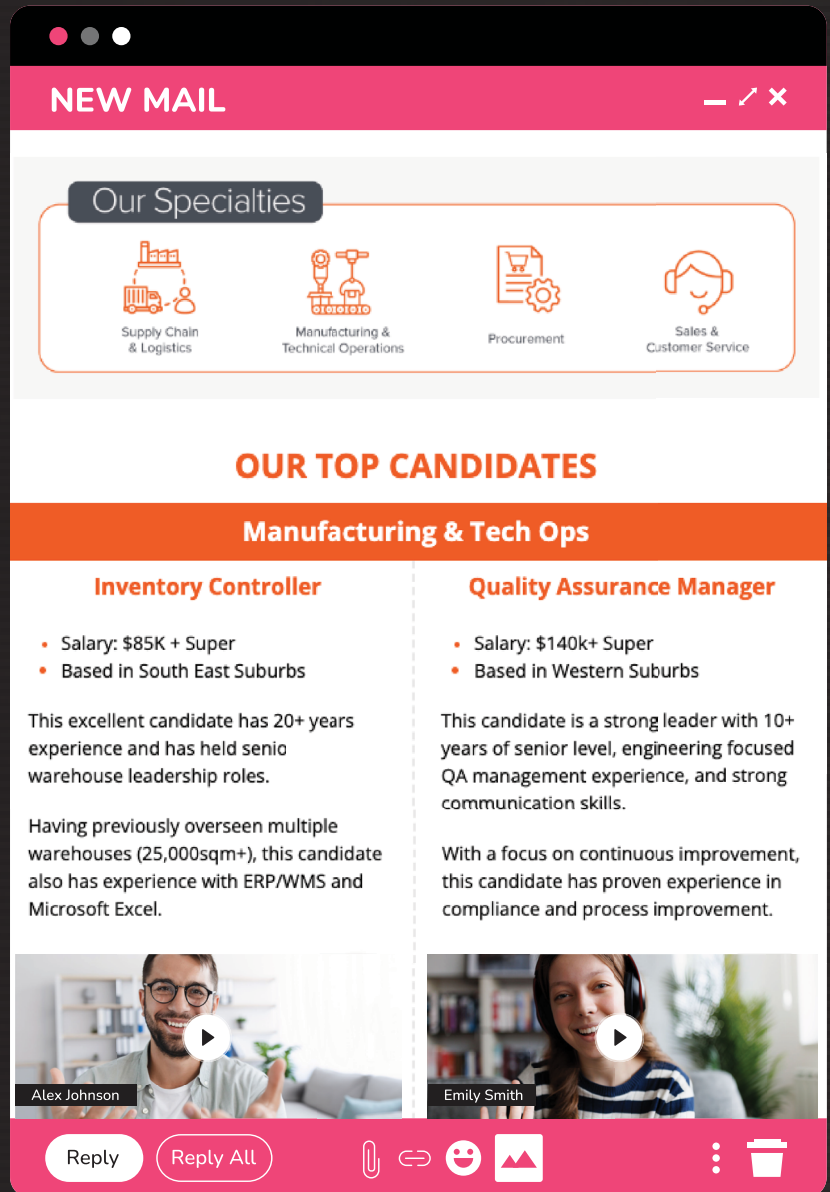 NEW MAIL
Our Specialties
Supply Chain
& Logistics
Manufacturing &
Technical Operations
Procurement
Sales &
Customer Service
OUR TOP CANDIDATES
Manufacturing & Tech Ops
Inventory Controller
• Salary: $85K + Super
• Based in South East Suburbs
This excellent candidate has 20+ years
experience and has held senio
warehouse leadership roles.
Having previously overseen multiple
warehouses (25,000sqm+), this candidate
also has experience with ERP/WMS and
Microsoft Excel.
Alex Johnson
Quality Assurance Manager
• Salary: $140k+ Super
• Based in Western Suburbs
This candidate is a strong leader with 10+
years of senior level, engineering focused
QA management experience, and strong
communication skills.
With a focus on continuous improvement,
this candidate has proven experience in
compliance and process improvement.
Emily Smith
Reply
Reply All